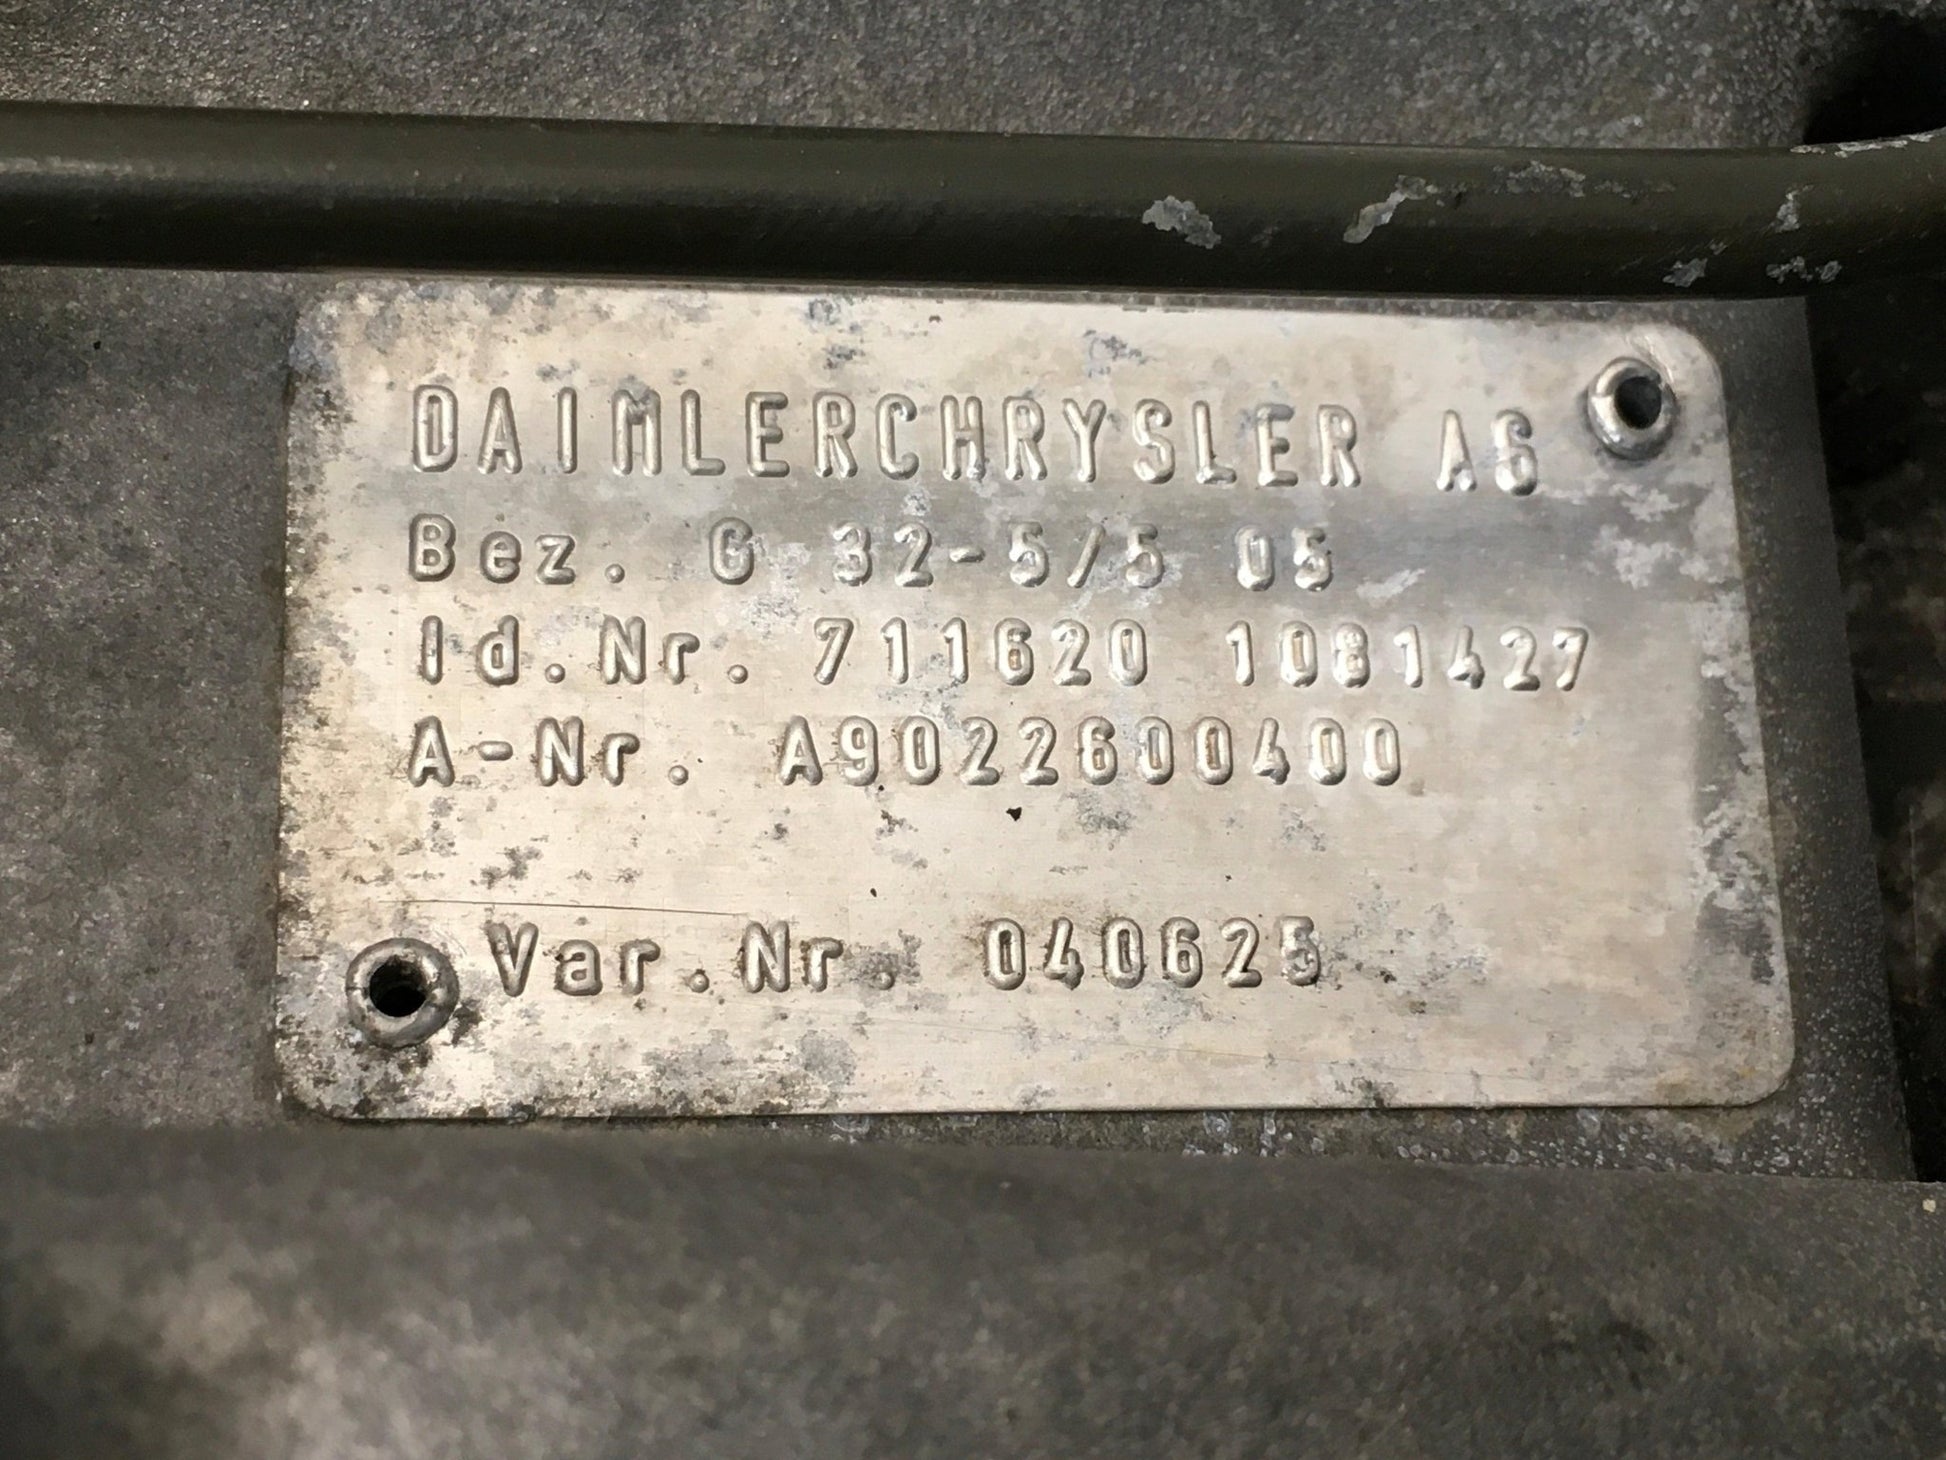 DAIMLERCHRYSLER AG
Bez. G 32-5/5 05
Id.Nr. 711620 1081427
A-Nr. A9022600400
Var.Nr. 040625